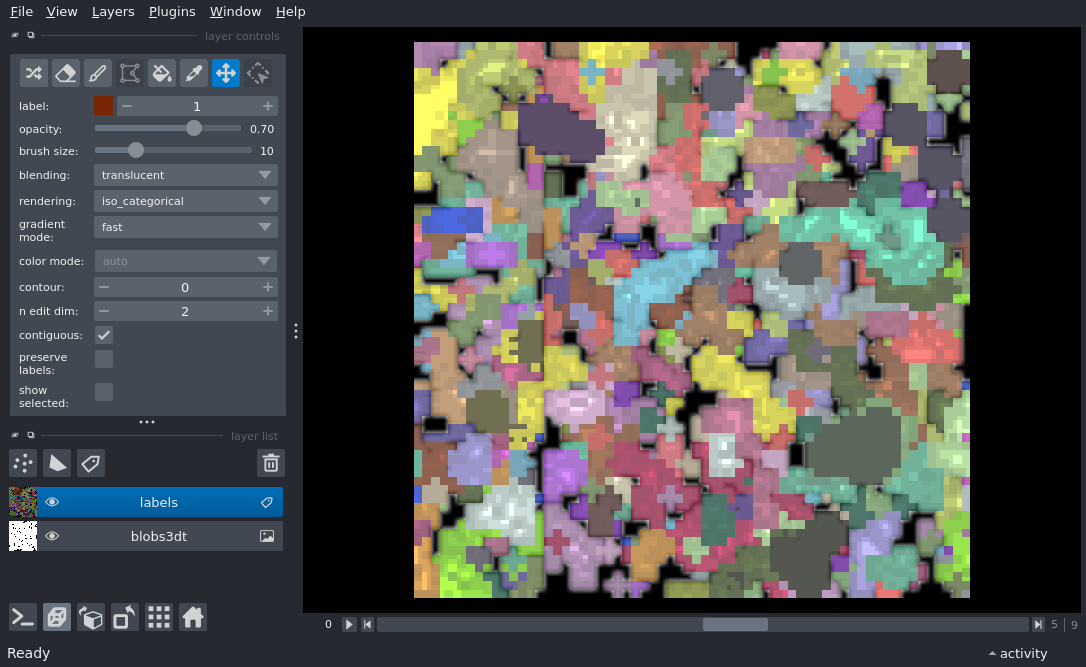 File View Layers Plugins Window Help
layer controls
label: 1
opacity: 0.70
brush size: 10
blending: translucent
rendering: iso_categorical
gradient
mode: fast
color mode: auto
contour: 0
n edit dim: 2
contiguous:
preserve
labels:
show
selected:
layer list
labels
blobs3dt
0 5 | 9
Ready activity